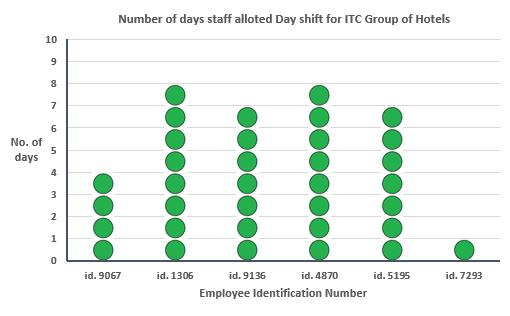 Number of days staff alloted Day shift for ITC Group of Hotels
10
9
8
7
6
5
4
3
2
1
0
No. of
days
id. 9067 id. 1306 id. 9136 id. 4870 id. 5195 id. 7293
Employee Identification Number